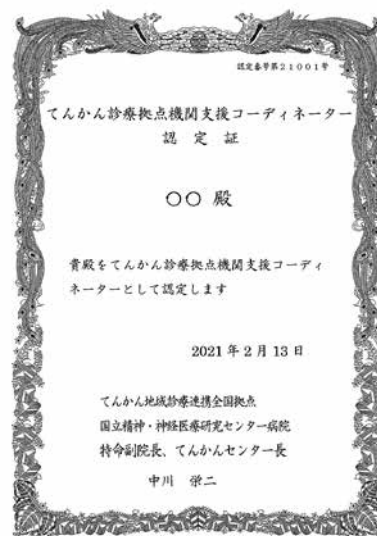 認定番号第21001号
てんかん診療拠点機関支援コーディネーター
認 定 証
〇〇 殿
貴殿をてんかん診療拠点機関支援コーディ
ネーターとして認定します
2021年2月13日
てんかん地域診療連携全国拠点
国立精神・神経医療研究センター病院
特命副院長、てんかんセンター長
中川 栄二